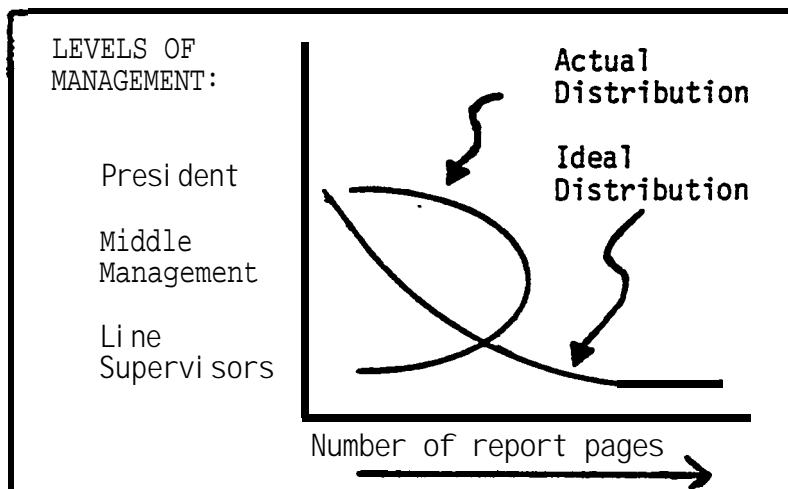 LEVELS OF
MANAGEMENT:
Actual
Distribution
Ideal
Distribution
President
Middle
Management
Line
Supervisors
Number of report pages